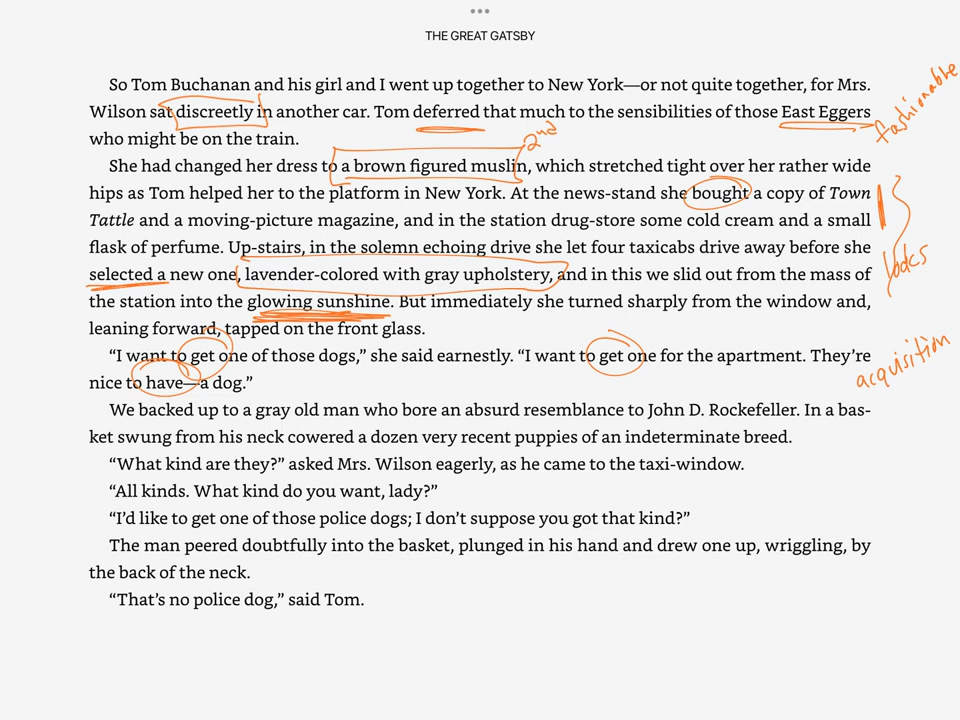 THE GREAT GATSBY
So Tom Buchanan and his girl and I went up together to New York—or not quite together, for Mrs.
Wilson sat discreetly in another car. Tom deferred that much to the sensibilities of those East Eggers
fashionable
who might be on the train.
2nd
She had changed her dress to a brown figured muslin, which stretched tight over her rather wide
hips as Tom helped her to the platform in New York. At the news-stand she bought a copy of Town
Tattle and a moving-picture magazine, and in the station drug-store some cold cream and a small
flask of perfume. Up-stairs, in the solemn echoing drive she let four taxicabs drive away before she
selected a new one, lavender-colored with gray upholstery, and in this we slid out from the mass of
the station into the glowing sunshine. But immediately she turned sharply from the window and,
leaning forward, tapped on the front glass.
“I want to get one of those dogs,” she said earnestly. “I want to get one for the apartment. They’re
acquisition
nice to have—a dog.”
We backed up to a gray old man who bore an absurd resemblance to John D. Rockefeller. In a bas-
ket swung from his neck cowered a dozen very recent puppies of an indeterminate breed.
“What kind are they?” asked Mrs. Wilson eagerly, as he came to the taxi-window.
“All kinds. What kind do you want, lady?”
“I’d like to get one of those police dogs; I don’t suppose you got that kind?”
The man peered doubtfully into the basket, plunged in his hand and drew one up, wriggling, by
the back of the neck.
“That’s no police dog,” said Tom.